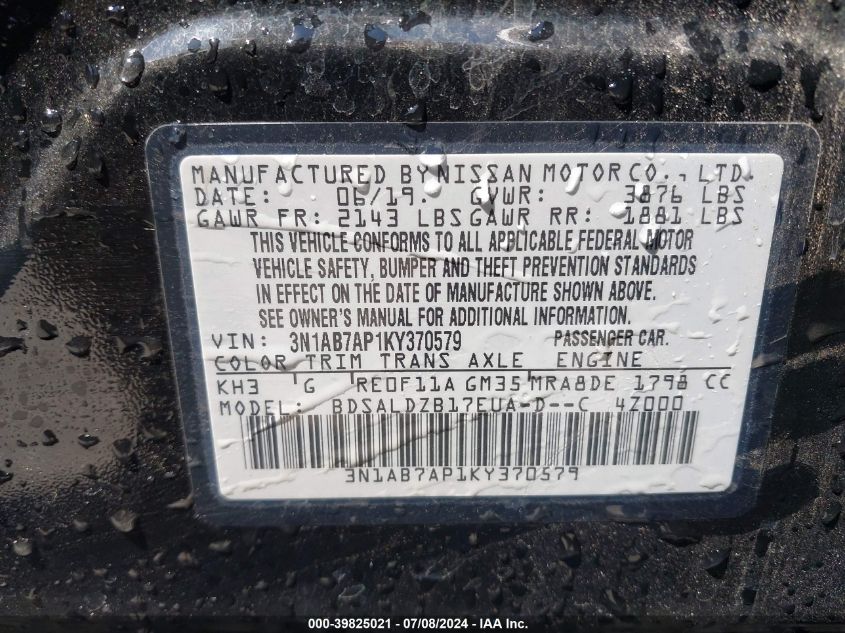 MANUFACTURED BY NISSAN MOTOR CO., LTD.
DATE: 06/19. GVWR: 3876 LBS
GAWR FR: 2143 LBS GAWR RR: 1881 LBS
THIS VEHICLE CONFORMS TO ALL APPLICABLE FEDERAL MOTOR
VEHICLE SAFETY, BUMPER AND THEFT PREVENTION STANDARDS
IN EFFECT ON THE DATE OF MANUFACTURE SHOWN ABOVE.
SEE OWNER'S MANUAL FOR ADDITIONAL INFORMATION.
VIN: 3N1AB7AP1KY370579 PASSENGER CAR.
COLOR TRIM TRANS AXLE ENGINE
KH3 G RE0F11A GM35 MRA8DE 1798 CC
MODEL: BDSALDZB17EUA-D--C 4Z000
3N1AB7AP1KY370579
000-39825021 - 07/08/2024 - IAAI.COM